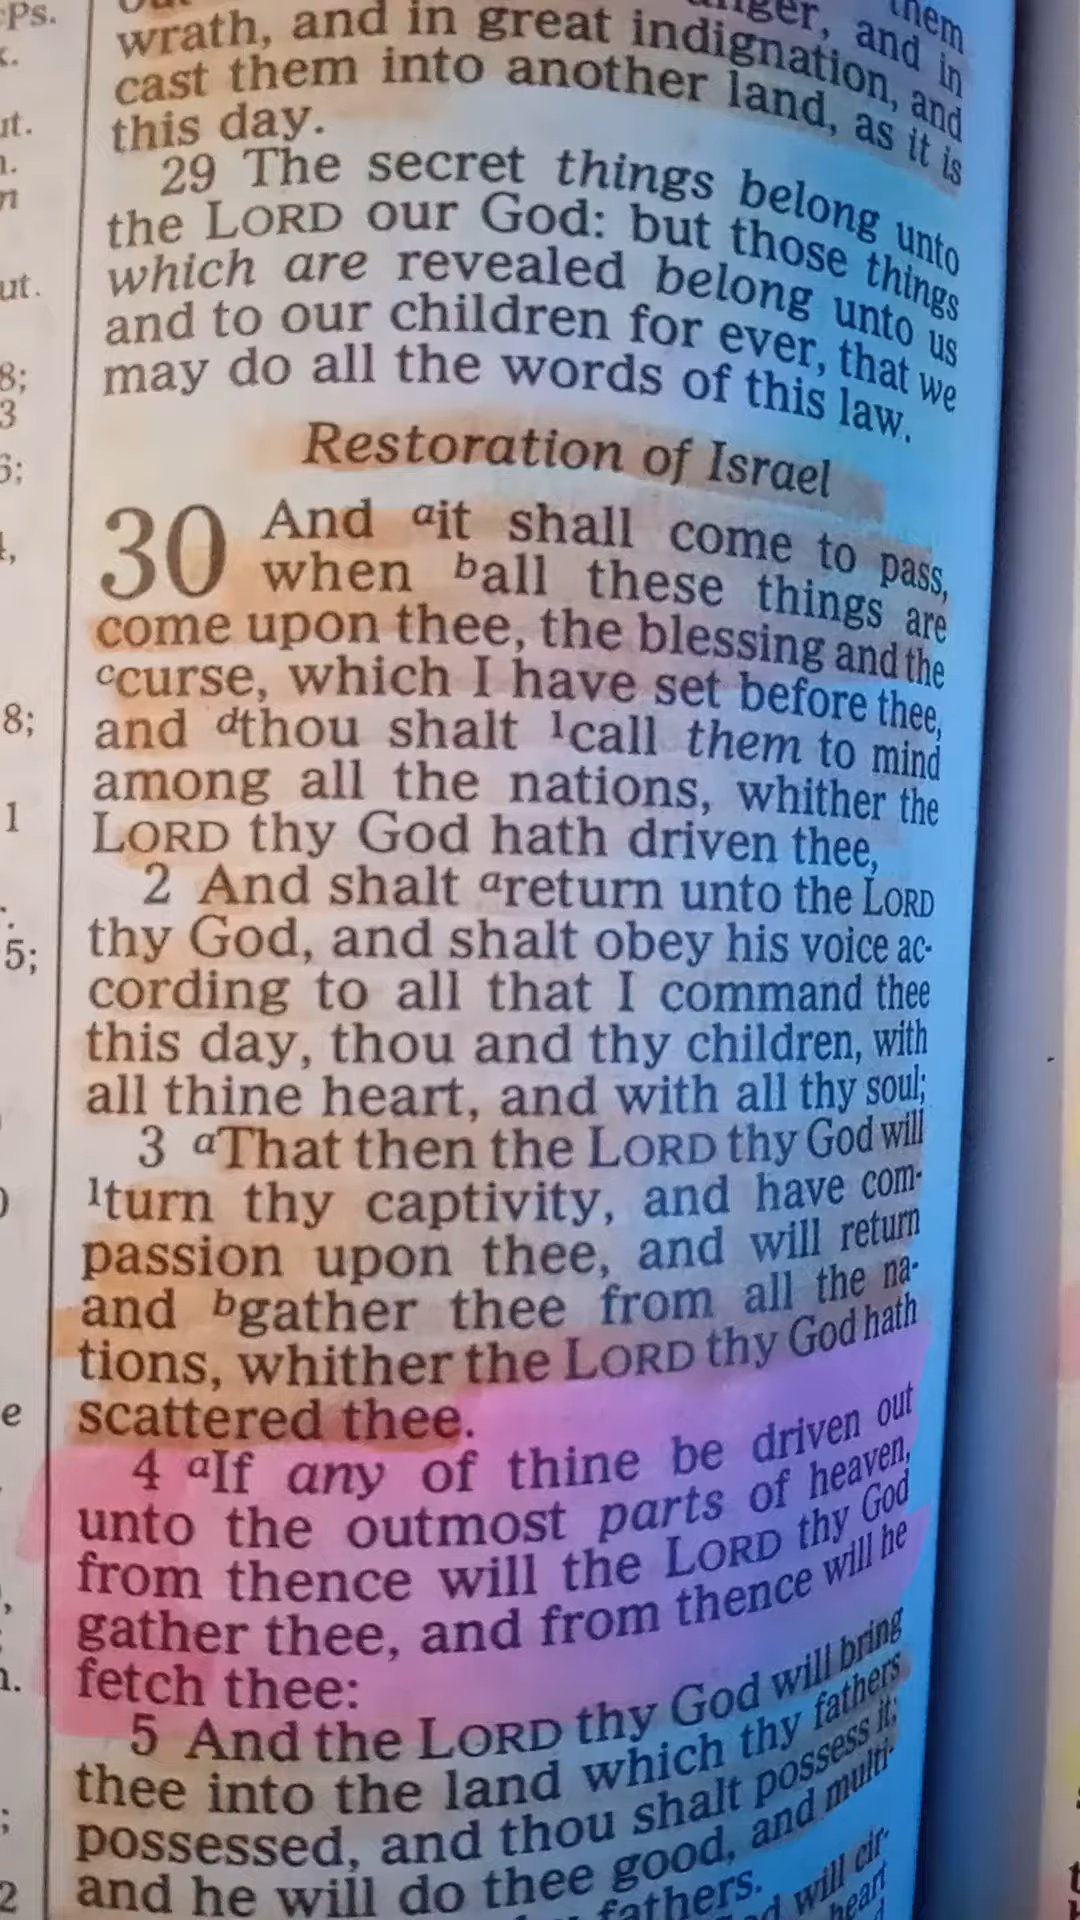 Ps.
wrath, and in great indignation, and
cast them into another land, as it is
this day.
29 The secret things belong unto
the LORD our God: but those things
which are revealed belong unto us
and to our children for ever, that we
may do all the words of this law.
Restoration of Israel
30 And ait shall come to pass,
when ball these things are
come upon thee, the blessing and the
ccurse, which I have set before thee,
and dthou shalt 1call them to mind
among all the nations, whither the
LORD thy God hath driven thee,
2 And shalt areturn unto the LORD
thy God, and shalt obey his voice ac-
cording to all that I command thee
this day, thou and thy children, with
all thine heart, and with all thy soul;
3 aThat then the LORD thy God will
1turn thy captivity, and have com-
passion upon thee, and will return
and bgather thee from all the na-
tions, whither the LORD thy God hath
scattered thee.
4 aIf any of thine be driven out
unto the outmost parts of heaven,
from thence will the LORD thy God
gather thee, and from thence will he
fetch thee:
5 And the LORD thy God will bring
thee into the land which thy fathers
possessed, and thou shalt possess it;
and he will do thee good, and multi-
fathers.
will cir-
heart